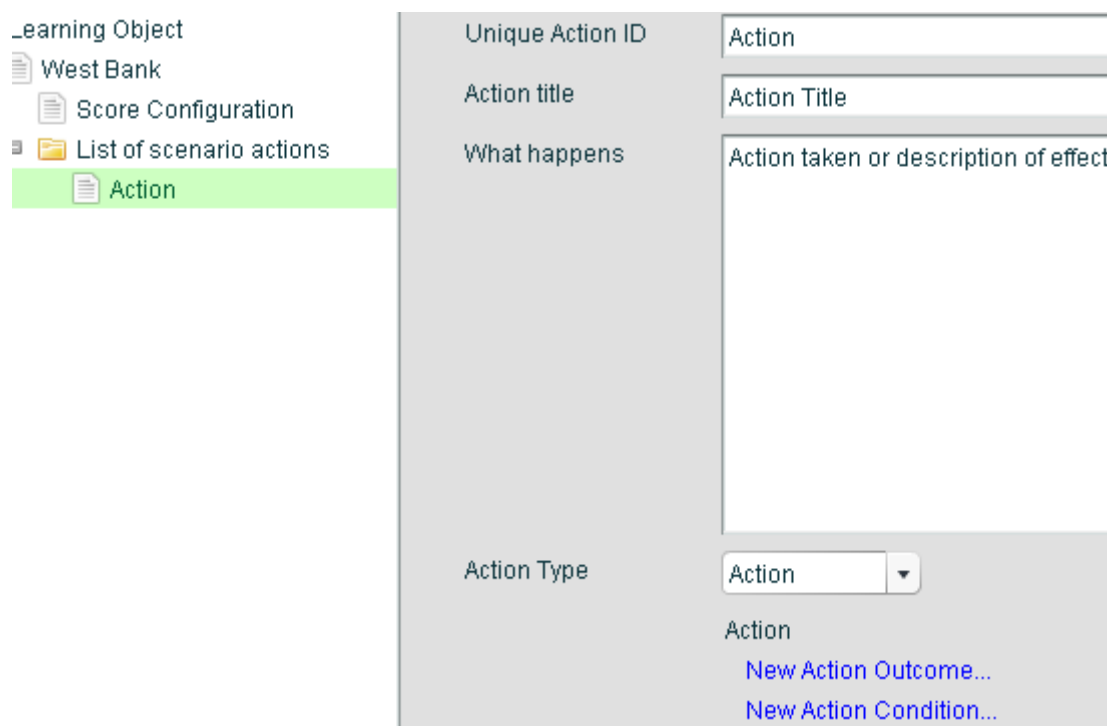 Learning Object
West Bank
Score Configuration
List of scenario actions
Action
Unique Action ID
Action
Action title
Action Title
What happens
Action taken or description of effect
Action Type
Action
Action
New Action Outcome...
New Action Condition...